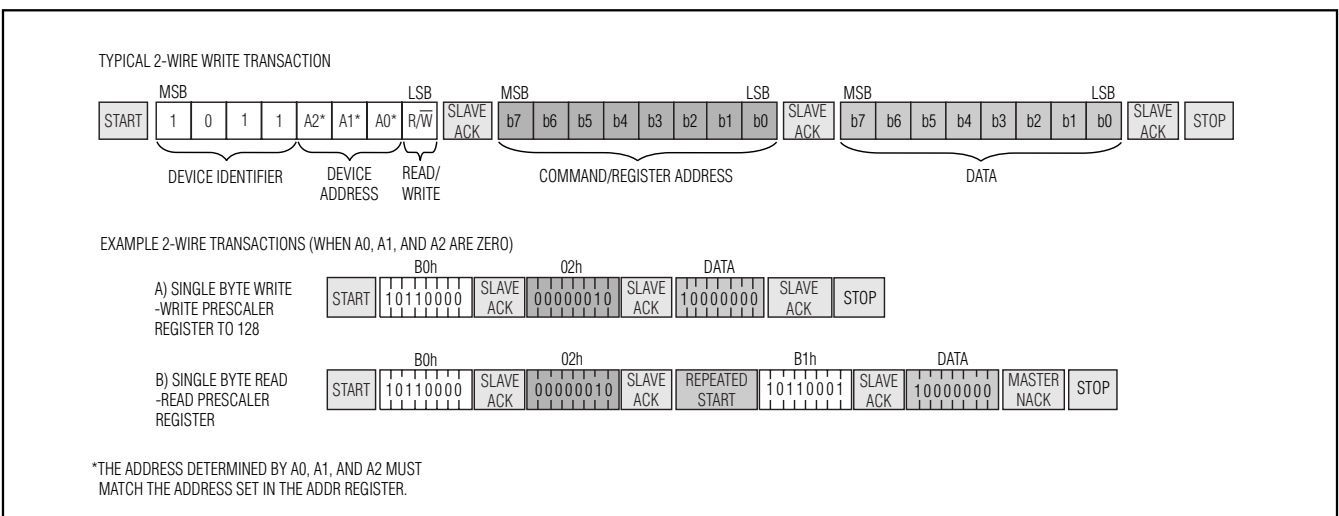 TYPICAL 2-WIRE WRITE TRANSACTION
MSB LSB MSB LSB MSB LSB
START 1 0 1 1 A2* A1* A0* R/W̅ SLAVE ACK b7 b6 b5 b4 b3 b2 b1 b0 SLAVE ACK b7 b6 b5 b4 b3 b2 b1 b0 SLAVE ACK STOP
DEVICE IDENTIFIER DEVICE ADDRESS READ/WRITE COMMAND/REGISTER ADDRESS DATA
EXAMPLE 2-WIRE TRANSACTIONS (WHEN A0, A1, AND A2 ARE ZERO)
B0h 02h DATA
A) SINGLE BYTE WRITE
-WRITE PRESCALER
REGISTER TO 128
START 10110000 SLAVE ACK 00000010 SLAVE ACK 10000000 SLAVE ACK STOP
B0h 02h B1h DATA
B) SINGLE BYTE READ
-READ PRESCALER
REGISTER
START 10110000 SLAVE ACK 00000010 SLAVE ACK REPEATED START 10110001 SLAVE ACK 10000000 MASTER NACK STOP
*THE ADDRESS DETERMINED BY A0, A1, AND A2 MUST
MATCH THE ADDRESS SET IN THE ADDR REGISTER.